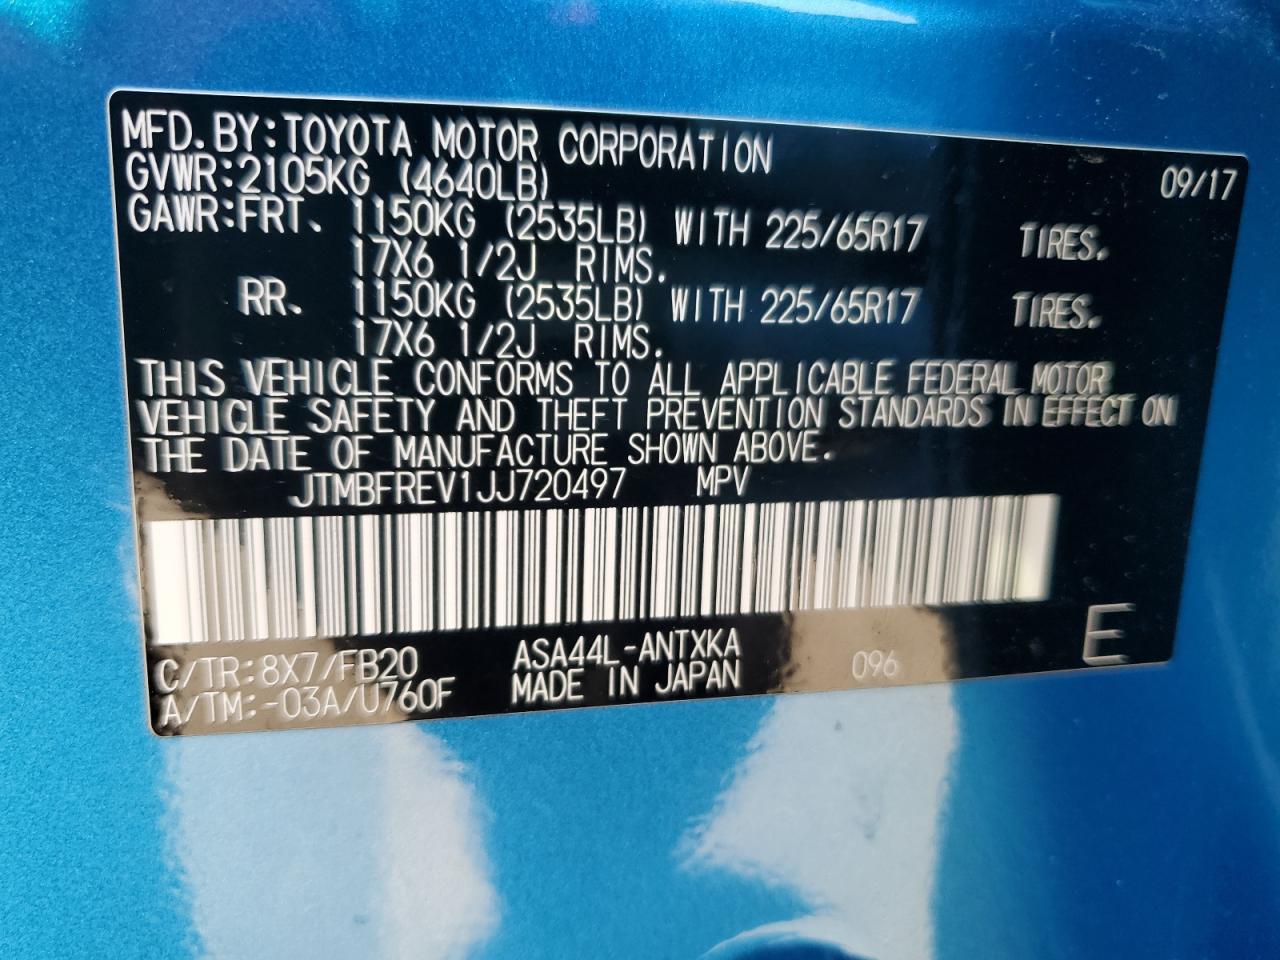 MFD.BY:TOYOTA MOTOR CORPORATION 09/17
GVWR:2105KG (4640LB)
GAWR:FRT. 1150KG (2535LB) WITH 225/65R17 TIRES.
17X6 1/2J RIMS.
RR. 1150KG (2535LB) WITH 225/65R17 TIRES.
17X6 1/2J RIMS.
THIS VEHICLE CONFORMS TO ALL APPLICABLE FEDERAL MOTOR
VEHICLE SAFETY AND THEFT PREVENTION STANDARDS IN EFFECT ON
THE DATE OF MANUFACTURE SHOWN ABOVE.
JTMBFREV1JJ720497 MPV
C/TR:8X7/FB20 ASA44L-ANTXKA 096 E
A/TM:-03A/U760F MADE IN JAPAN